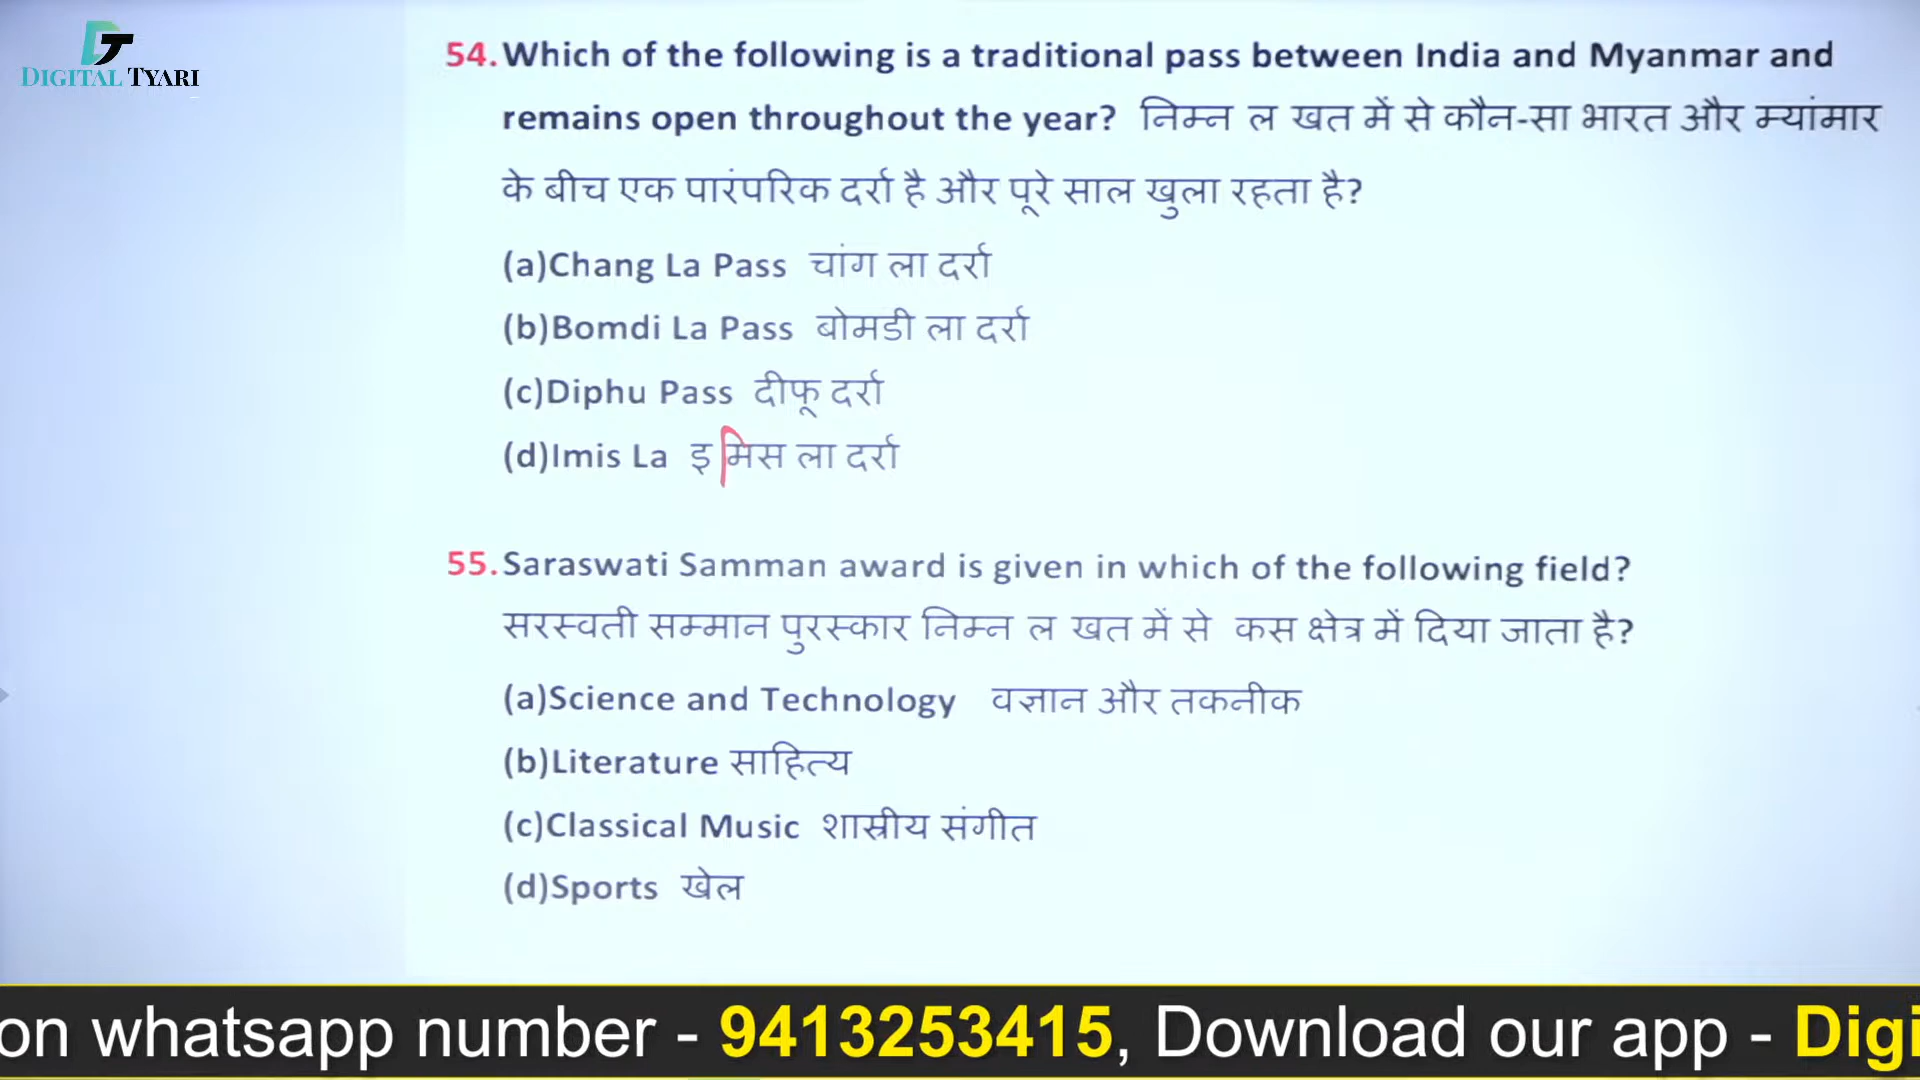 DIGITAL TYARI
54. Which of the following is a traditional pass between India and Myanmar and
remains open throughout the year? निम्न ल खत में से कौन-सा भारत और म्यांमार
के बीच एक पारंपरिक दर्रा है और पूरे साल खुला रहता है?
(a)Chang La Pass चांग ला दर्रा
(b)Bomdi La Pass बोमडी ला दर्रा
(c)Diphu Pass दीफू दर्रा
(d)Imis La इ मिस ला दर्रा
55. Saraswati Samman award is given in which of the following field?
सरस्वती सम्मान पुरस्कार निम्न ल खत में से कस क्षेत्र में दिया जाता है?
(a)Science and Technology वज्ञान और तकनीक
(b)Literature साहित्य
(c)Classical Music शास्रीय संगीत
(d)Sports खेल
on whatsapp number - 9413253415, Download our app - Digi